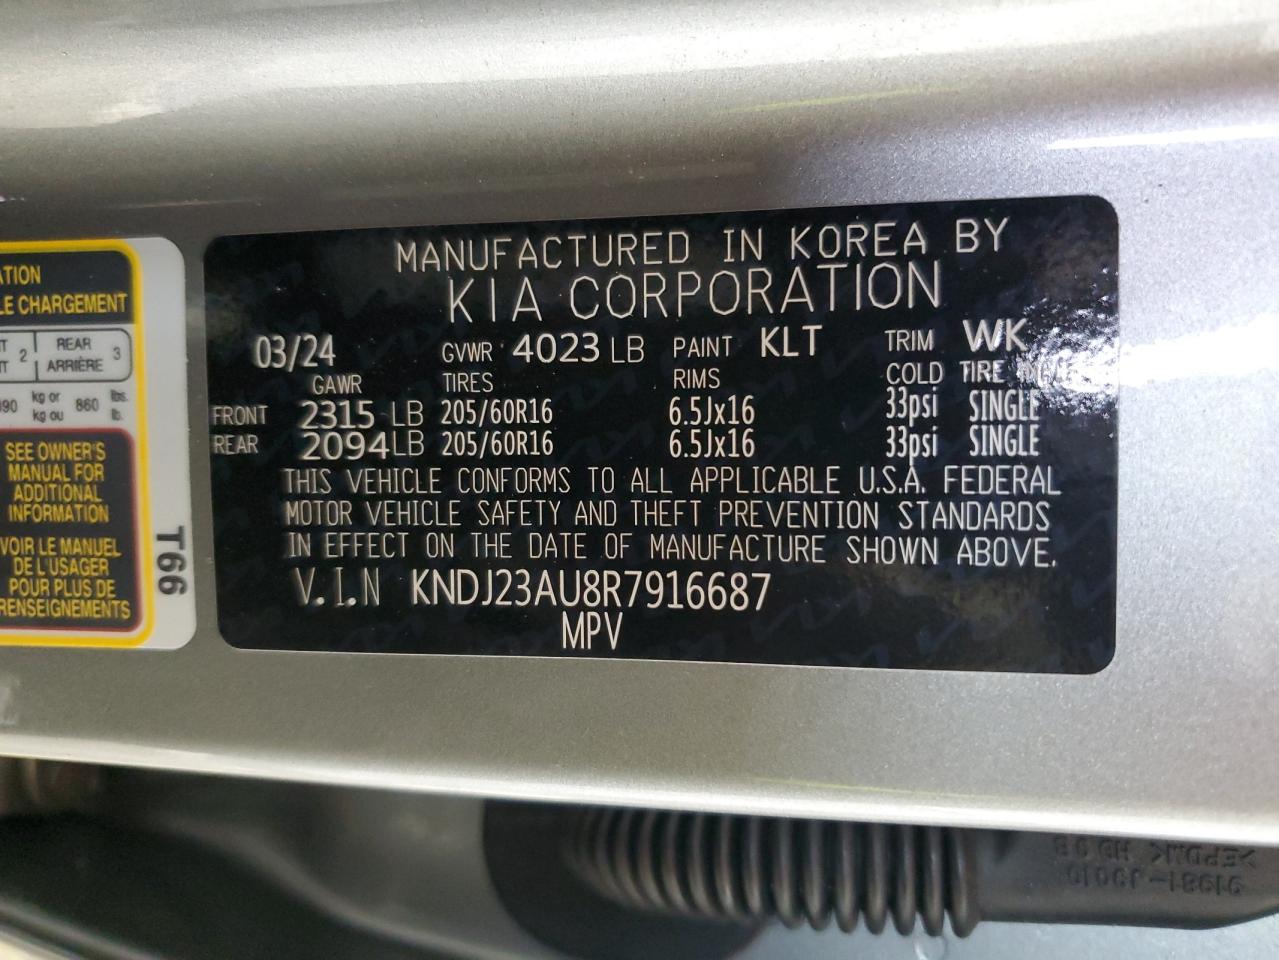 ATION
LE CHARGEMENT
2 REAR ARRIÈRE 3
kg or kg ou 860 lbs. lb.
SEE OWNER'S
MANUAL FOR
ADDITIONAL
INFORMATION
VOIR LE MANUEL
DE L'USAGER
POUR PLUS DE
RENSEIGNEMENTS
T66
MANUFACTURED IN KOREA BY
KIA CORPORATION
03/24 GVWR 4023 LB PAINT KLT TRIM WK
GAWR TIRES RIMS COLD TIRE
FRONT 2315 LB 205/60R16 6.5Jx16 33psi SINGLE
REAR 2094 LB 205/60R16 6.5Jx16 33psi SINGLE
THIS VEHICLE CONFORMS TO ALL APPLICABLE U.S.A. FEDERAL
MOTOR VEHICLE SAFETY AND THEFT PREVENTION STANDARDS
IN EFFECT ON THE DATE OF MANUFACTURE SHOWN ABOVE.
V.I.N KNDJ23AU8R7916687
MPV